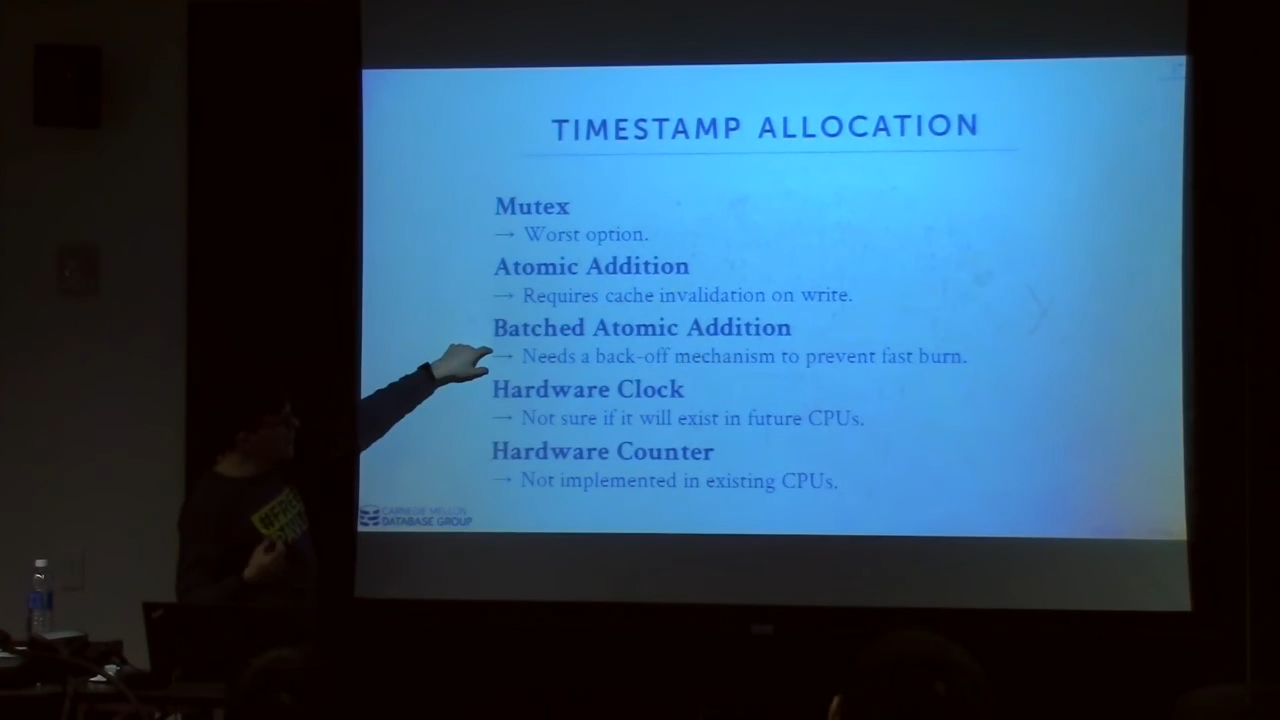 TIMESTAMP ALLOCATION
Mutex
→ Worst option.
Atomic Addition
→ Requires cache invalidation on write.
Batched Atomic Addition
→ Needs a back-off mechanism to prevent fast burn.
Hardware Clock
→ Not sure if it will exist in future CPUs.
Hardware Counter
→ Not implemented in existing CPUs.
CARNEGIE MELLON
DATABASE GROUP